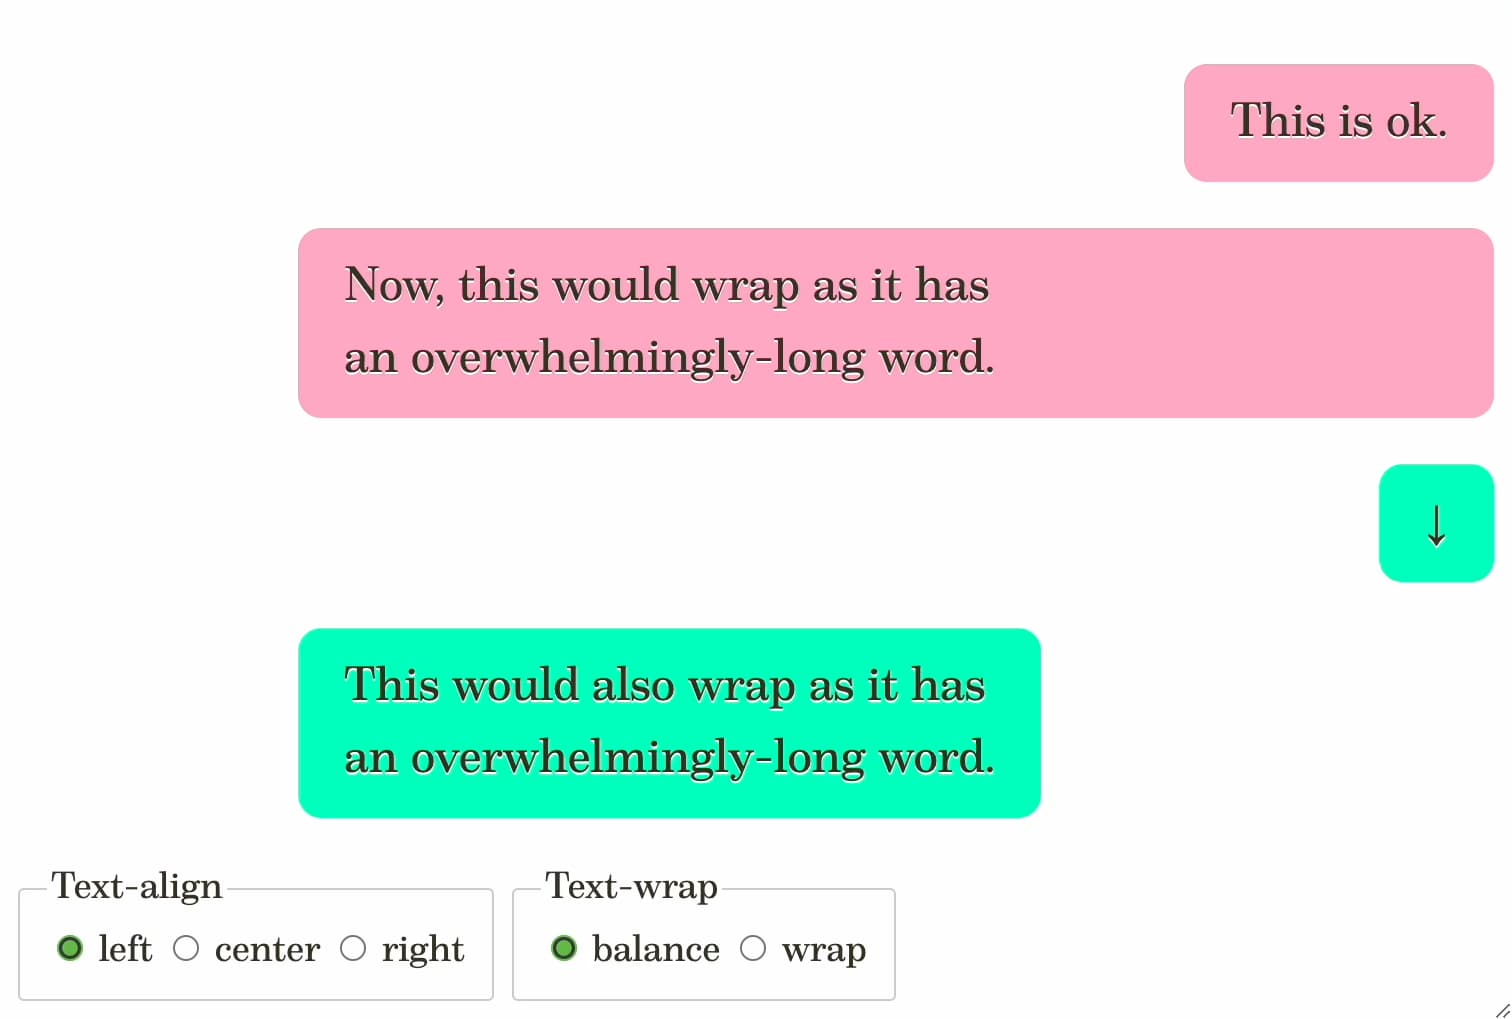 This is ok.
Now, this would wrap as it has
an overwhelmingly-long word.
↓
This would also wrap as it has
an overwhelmingly-long word.
Text-align
left center right
Text-wrap
balance wrap